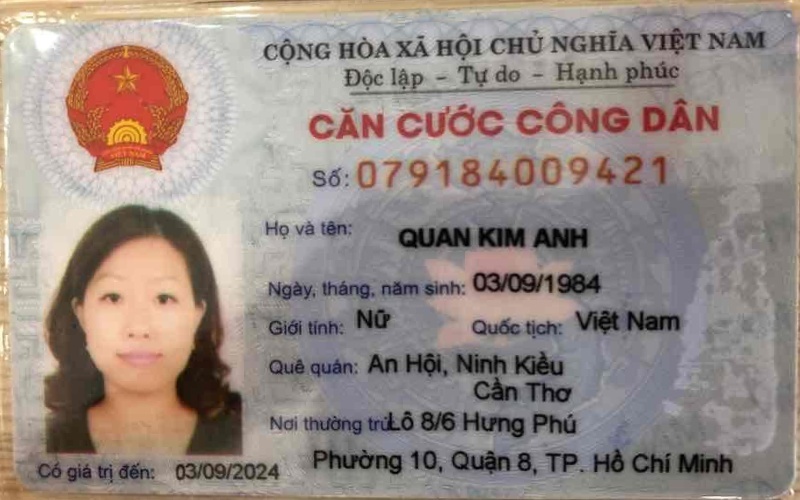 CỘNG HÒA XÃ HỘI CHỦ NGHĨA VIỆT NAM
Độc lập - Tự do - Hạnh phúc
CĂN CƯỚC CÔNG DÂN
Số: 079184009421
Họ và tên: QUAN KIM ANH
Ngày, tháng, năm sinh: 03/09/1984
Giới tính: Nữ Quốc tịch: Việt Nam
Quê quán: An Hội, Ninh Kiều
Cần Thơ
Nơi thường trú: Lô 8/6 Hưng Phú
Phường 10, Quận 8, TP. Hồ Chí Minh
Có giá trị đến: 03/09/2024
VIỆT NAM